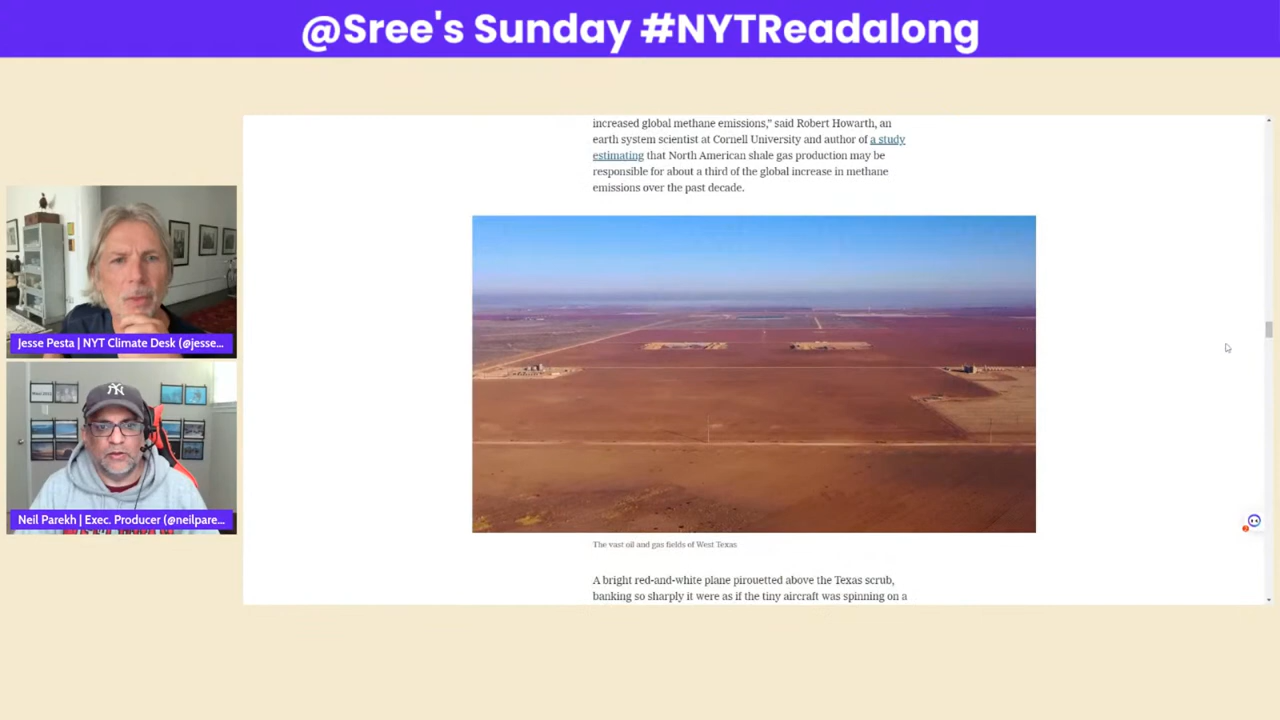 @Sree's Sunday #NYTReadalong
increased global methane emissions,” said Robert Howarth, an
earth system scientist at Cornell University and author of a study
estimating that North American shale gas production may be
responsible for about a third of the global increase in methane
emissions over the past decade.
Jesse Pesta | NYT Climate Desk (@jesse...
Neil Parekh | Exec. Producer (@neilpare...
The vast oil and gas fields of West Texas
A bright red-and-white plane pirouetted above the Texas scrub,
banking so sharply it were as if the tiny aircraft was spinning on a